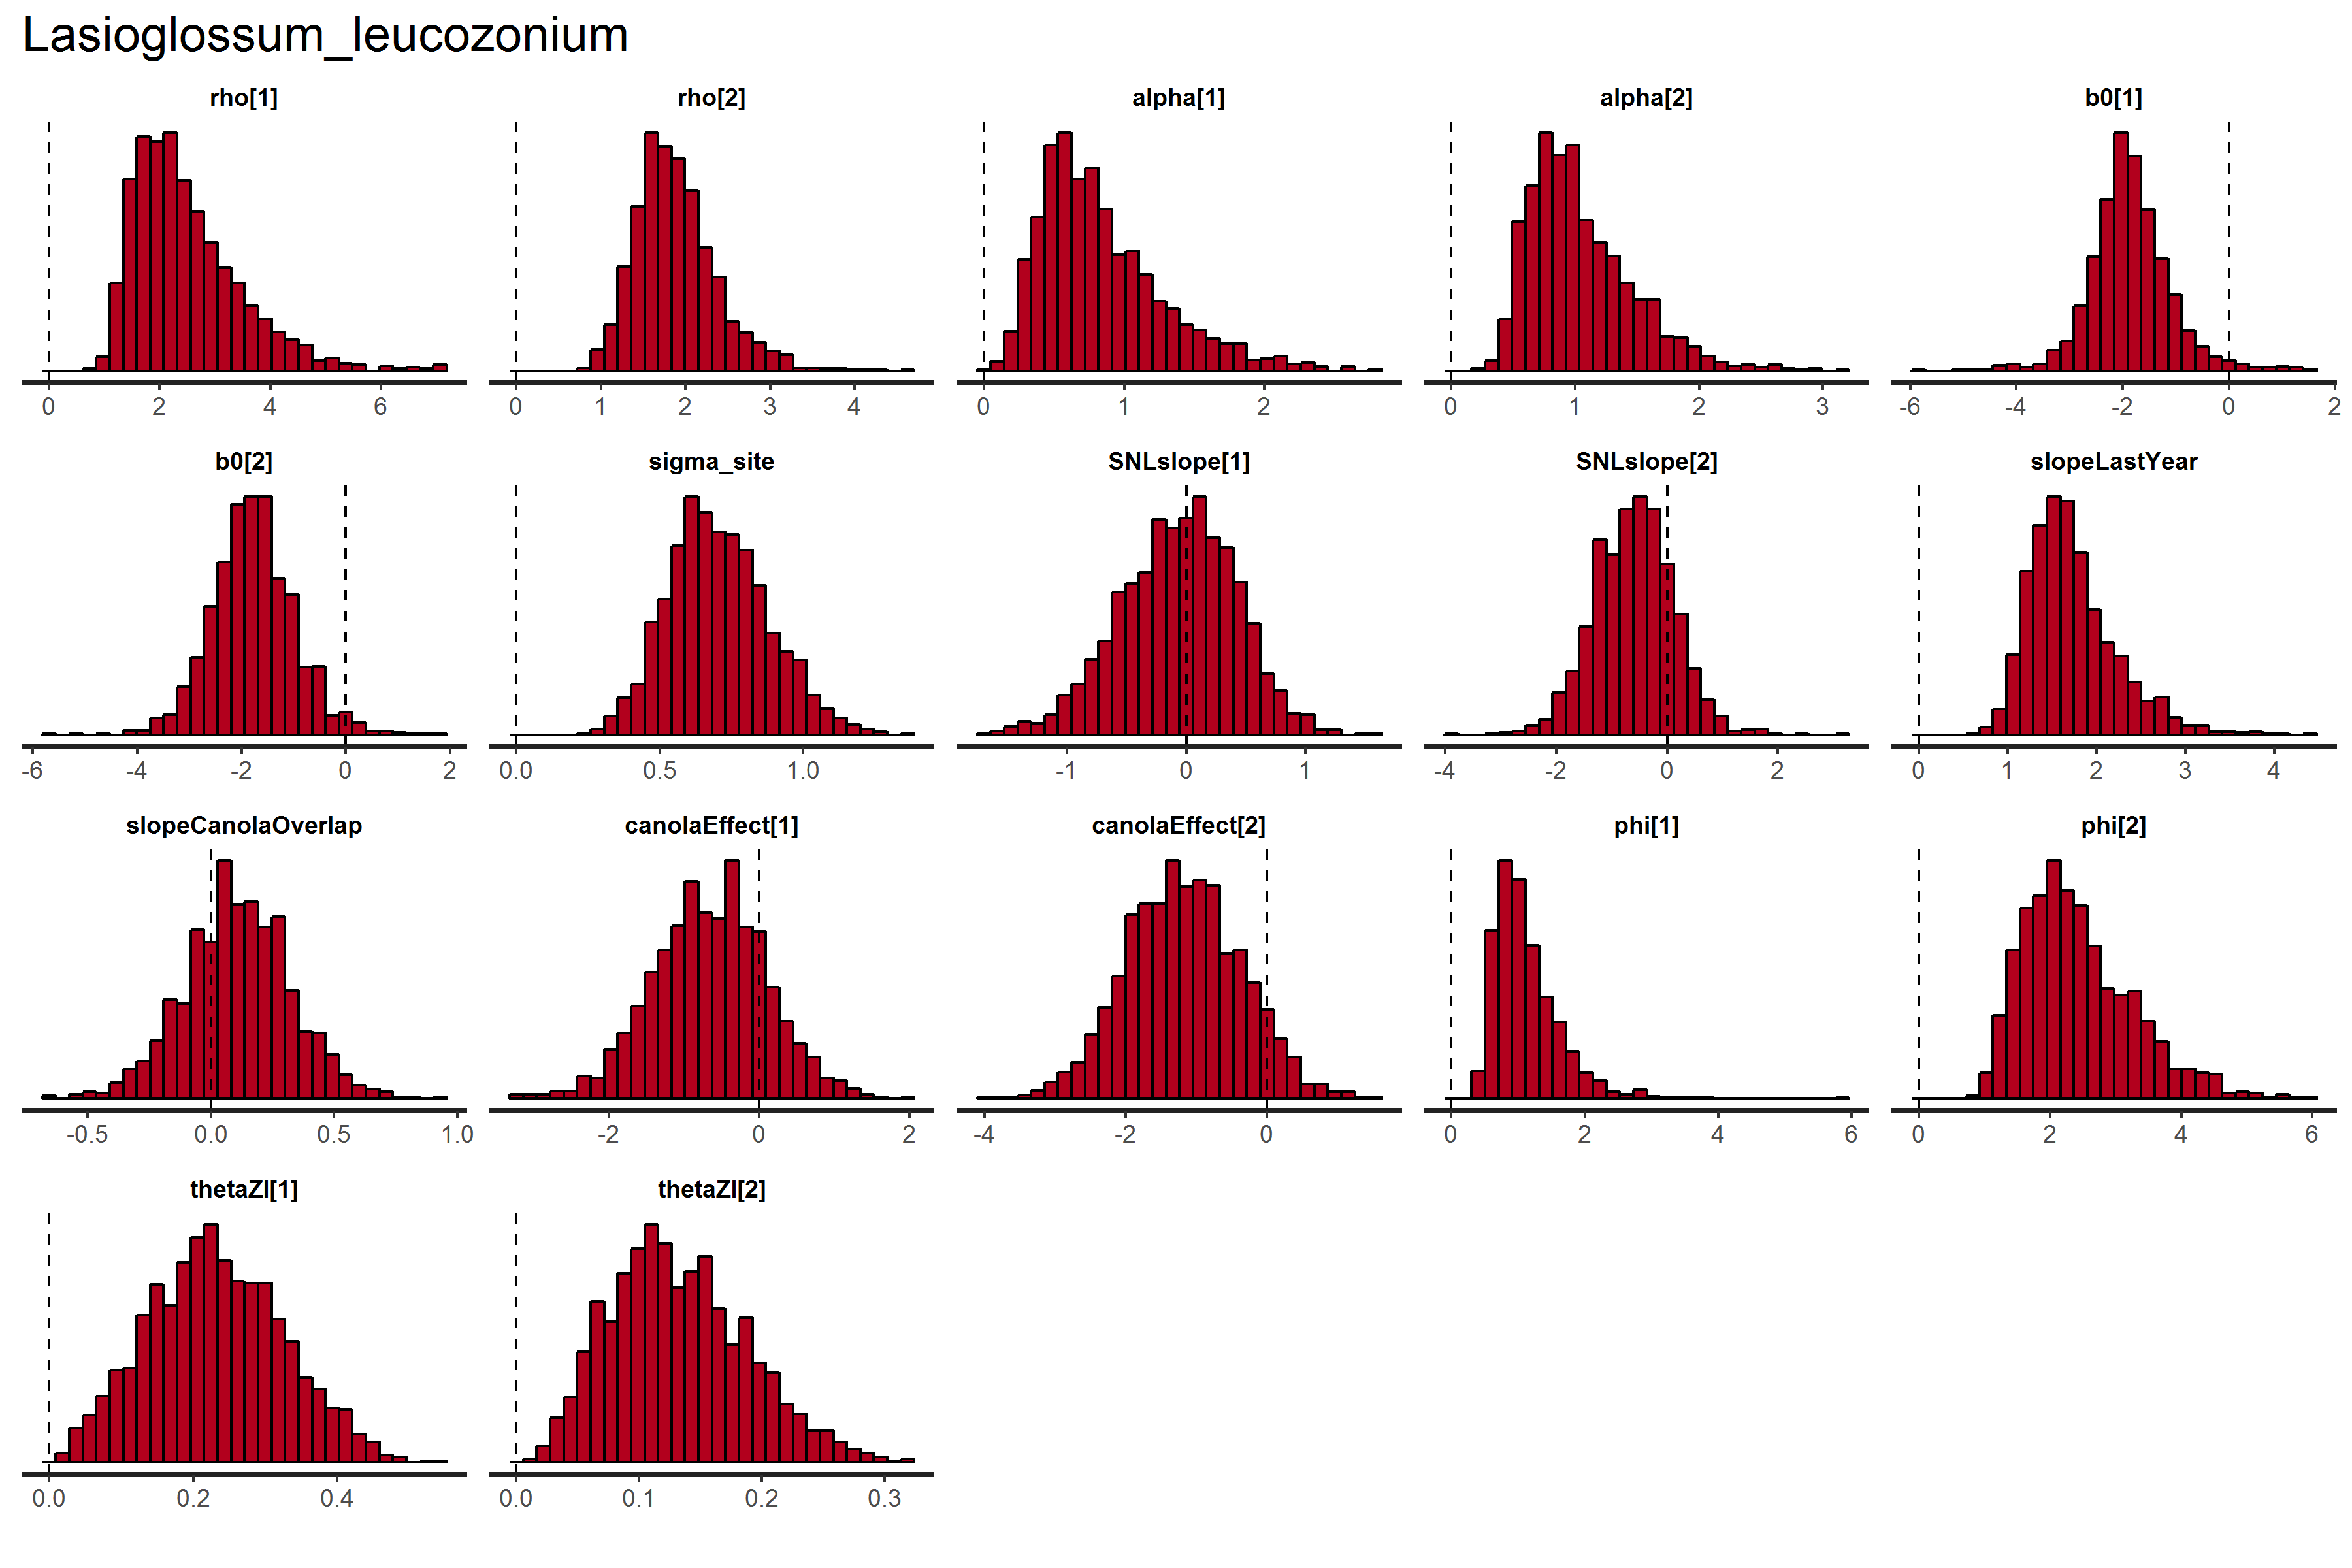 Lasioglossum_leucozonium
rho[1] rho[2] alpha[1] alpha[2] b0[1]
0 2 4 6 0 1 2 3 4 0 1 2 0 1 2 3 -6 -4 -2 0 2
b0[2] sigma_site SNLslope[1] SNLslope[2] slopeLastYear
-6 -4 -2 0 2 0.0 0.5 1.0 -1 0 1 -4 -2 0 2 0 1 2 3 4
slopeCanolaOverlap canolaEffect[1] canolaEffect[2] phi[1] phi[2]
-0.5 0.0 0.5 1.0 -2 0 2 -4 -2 0 0 2 4 6 0 2 4 6
thetaZI[1] thetaZI[2]
0.0 0.2 0.4 0.0 0.1 0.2 0.3